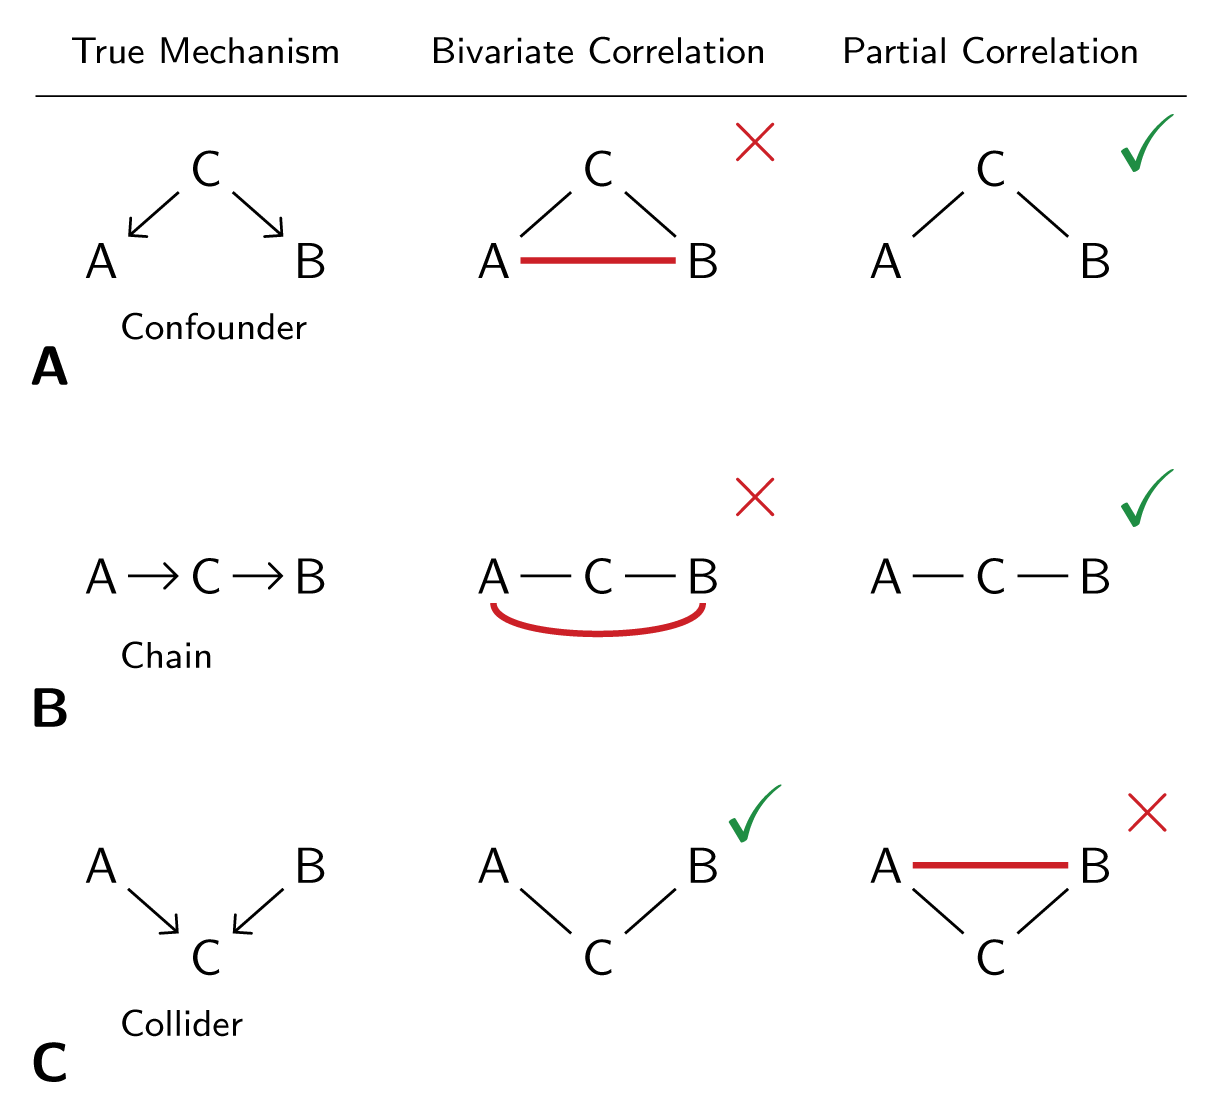 True Mechanism Bivariate Correlation Partial Correlation
C C C
A B A B A B
Confounder
A
A C B A C B A C B
Chain
B
A B A B A B
C C C
Collider
C